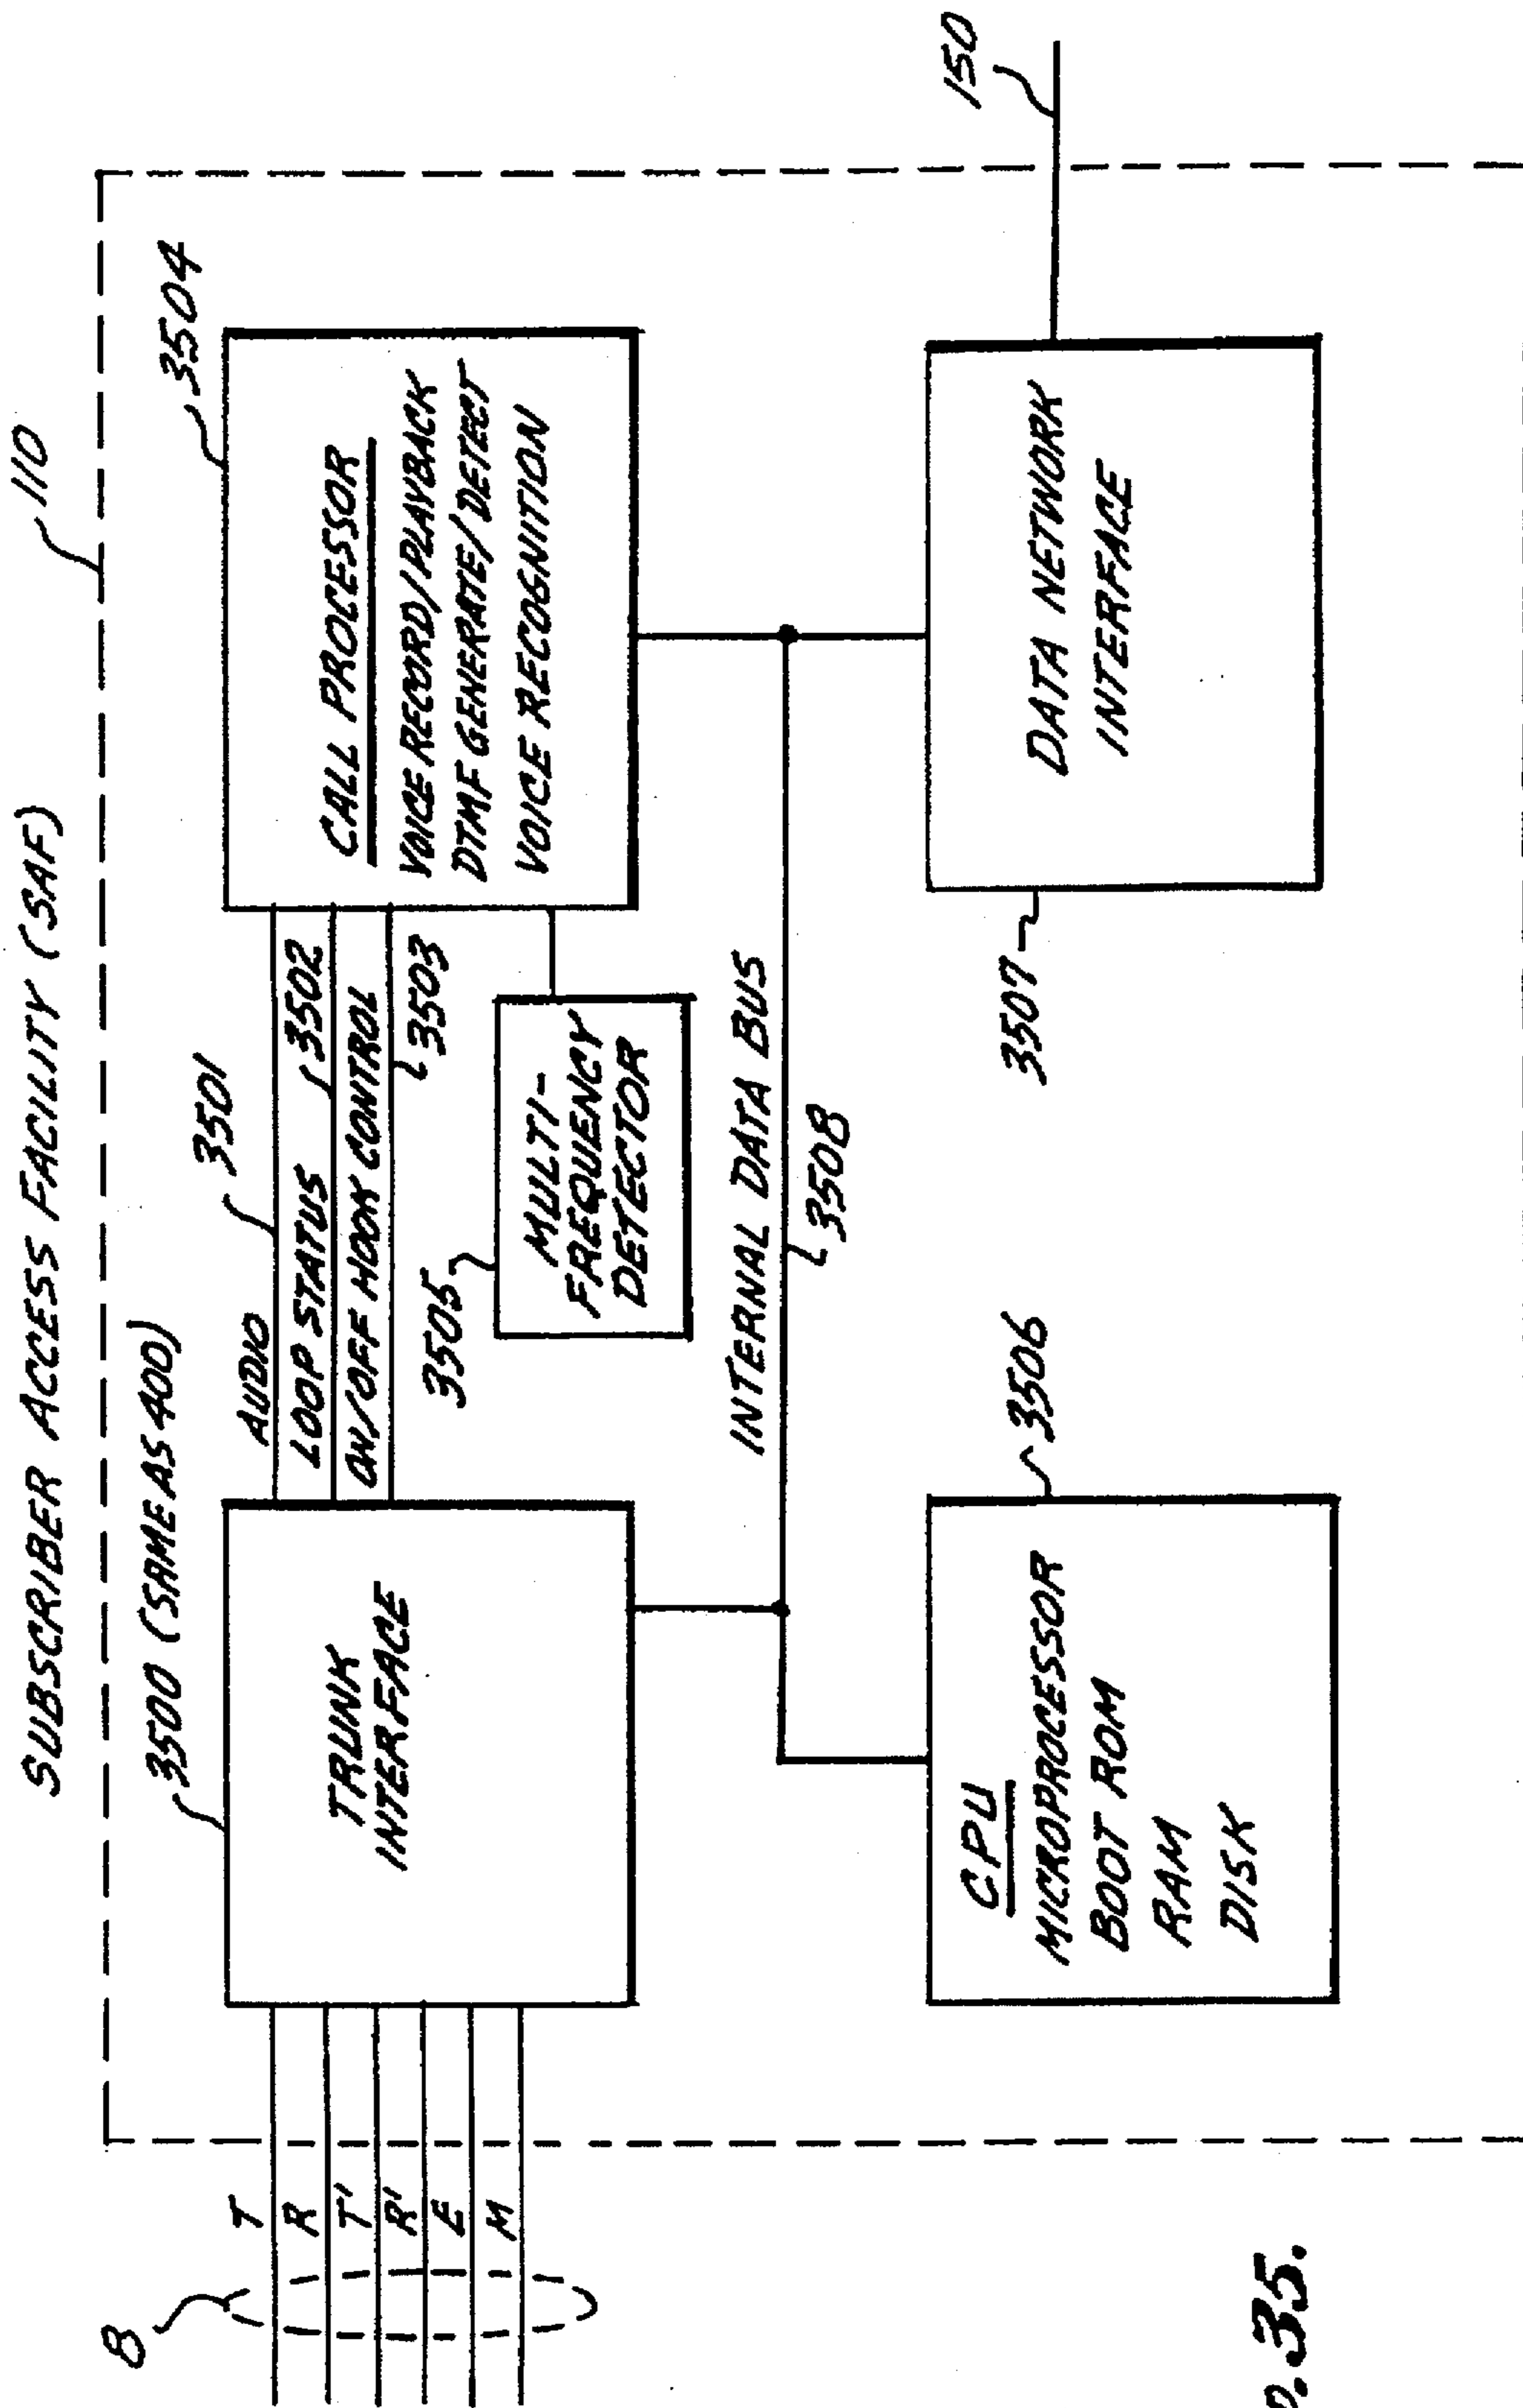 SUBSCRIBER ACCESS FACILITY (SAF)
110
3500 (SAME AS 400)
3504
8
T
R
T'
R'
E
M
TRUNK
INTERFACE
AUDIO
3501
LOOP STATUS
3502
ON/OFF HOOK CONTROL
3503
CALL PROCESSOR
VOICE RECORD/PLAYBACK
DTMF GENERATE/DETECT
VOICE RECOGNITION
3505
MULTI-
FREQUENCY
DETECTOR
INTERNAL DATA BUS
3508
3506
CPU
MICROPROCESSOR
BOOT ROM
RAM
DISK
3507
DATA NETWORK
INTERFACE
150
35.